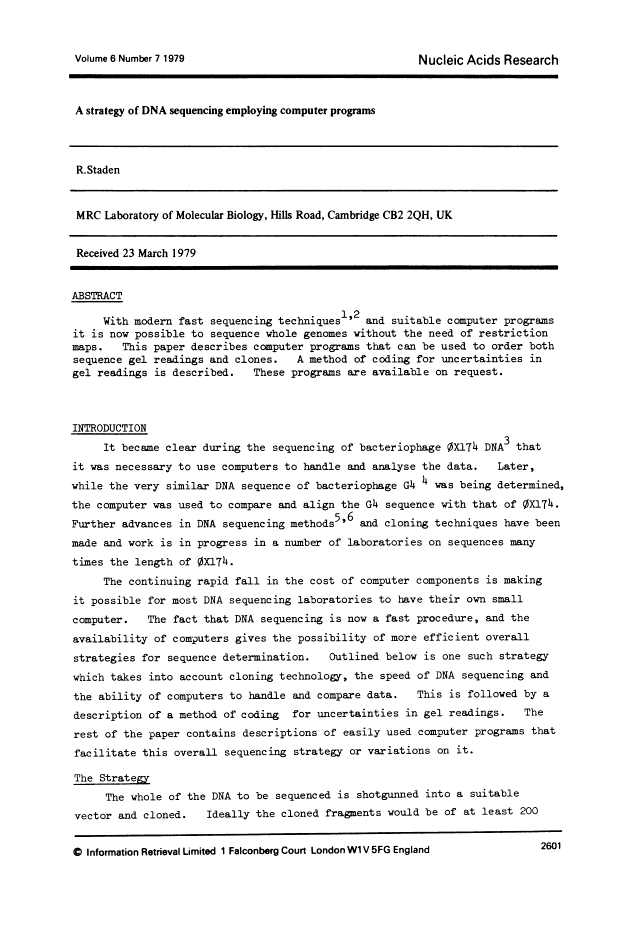 Volume 6 Number 7 1979 Nucleic Acids Research
A strategy of DNA sequencing employing computer programs
R.Staden
MRC Laboratory of Molecular Biology, Hills Road, Cambridge CB2 2QH, UK
Received 23 March 1979
ABSTRACT
With modern fast sequencing techniques1,2 and suitable computer programs
it is now possible to sequence whole genomes without the need of restriction
maps. This paper describes computer programs that can be used to order both
sequence gel readings and clones. A method of coding for uncertainties in
gel readings is described. These programs are available on request.
INTRODUCTION
It became clear during the sequencing of bacteriophage ØX174 DNA3 that
it was necessary to use computers to handle and analyse the data. Later,
while the very similar DNA sequence of bacteriophage G4 4 was being determined,
the computer was used to compare and align the G4 sequence with that of ØX174.
Further advances in DNA sequencing methods5,6 and cloning techniques have been
made and work is in progress in a number of laboratories on sequences many
times the length of ØX174.
The continuing rapid fall in the cost of computer components is making
it possible for most DNA sequencing laboratories to have their own small
computer. The fact that DNA sequencing is now a fast procedure, and the
availability of computers gives the possibility of more efficient overall
strategies for sequence determination. Outlined below is one such strategy
which takes into account cloning technology, the speed of DNA sequencing and
the ability of computers to handle and compare data. This is followed by a
description of a method of coding for uncertainties in gel readings. The
rest of the paper contains descriptions of easily used computer programs that
facilitate this overall sequencing strategy or variations on it.
The Strategy
The whole of the DNA to be sequenced is shotgunned into a suitable
vector and cloned. Ideally the cloned fragments would be of at least 200
© Information Retrieval Limited 1 Falconberg Court London W1V 5FG England 2601